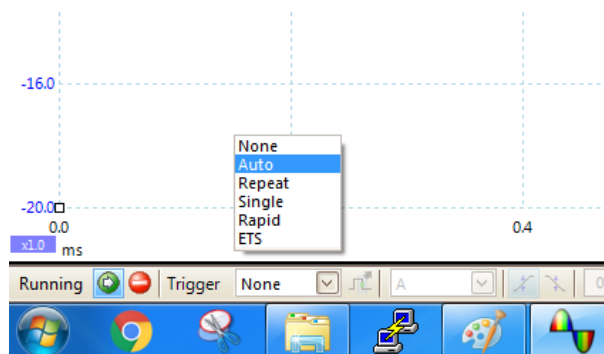 -16.0
None
Auto
Repeat
Single
Rapid
ETS
-20.0
0.0
0.4
x1.0 ms
Running Trigger None A 0